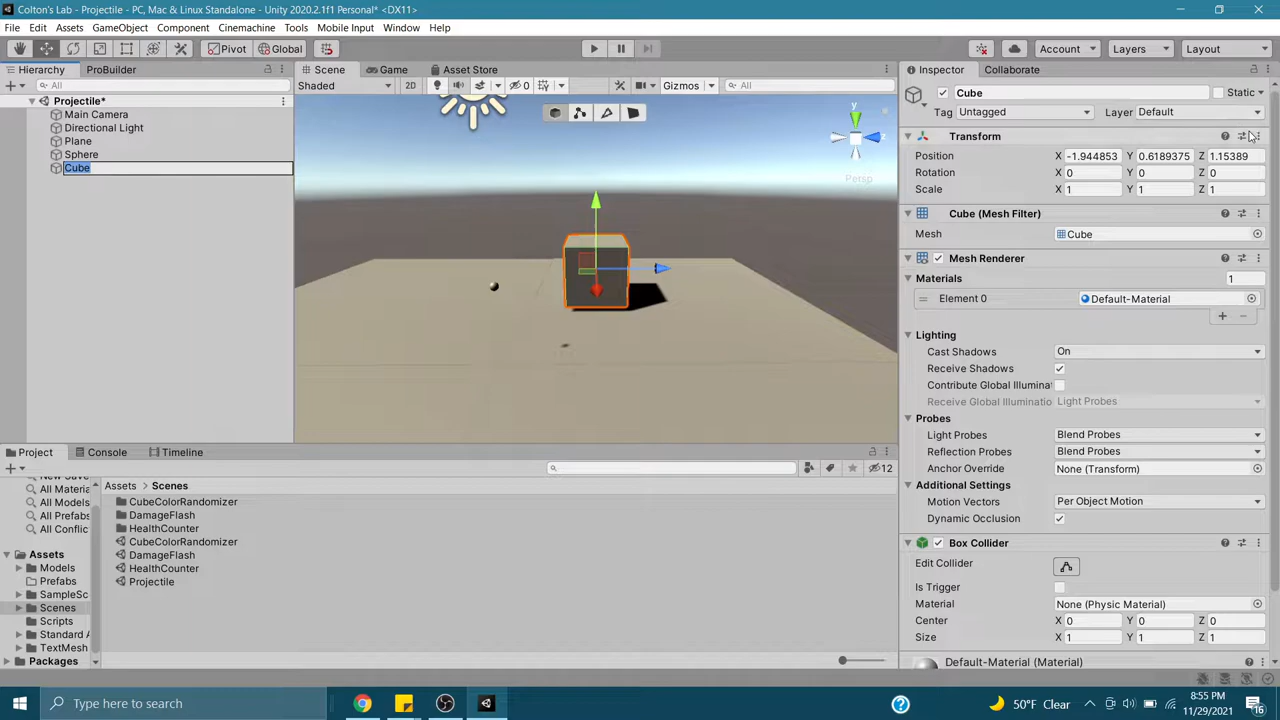 Colton's Lab - Projectile - PC, Mac & Linux Standalone - Unity 2020.2.1f1 Personal* <DX11>
File Edit Assets GameObject Component Cinemachine Tools Mobile Input Window Help
Pivot Global Account Layers Layout
Hierarchy ProBuilder Scene Game Asset Store Inspector Collaborate
All Shaded 2D 0 Gizmos All
Cube Static
Tag Untagged Layer Default
Projectile*
Main Camera
Directional Light
Plane
Sphere
Cube
y
z
Persp
Transform
Position X -1.944853 Y 0.6189375 Z 1.15389
Rotation X 0 Y 0 Z 0
Scale X 1 Y 1 Z 1
Cube (Mesh Filter)
Mesh Cube
Mesh Renderer
Materials 1
Element 0 Default-Material
Lighting
Cast Shadows On
Receive Shadows
Contribute Global Illuminat
Receive Global Illuminatio Light Probes
Probes
Light Probes Blend Probes
Reflection Probes Blend Probes
Anchor Override None (Transform)
Additional Settings
Motion Vectors Per Object Motion
Dynamic Occlusion
Box Collider
Edit Collider
Is Trigger
Material None (Physic Material)
Center X 0 Y 0 Z 0
Size X 1 Y 1 Z 1
Default-Material (Material)
Project Console Timeline
12
All Materia
All Models
All Prefabs
All Conflic
Assets
Models
Prefabs
SampleSc
Scenes
Scripts
Standard A
TextMesh
Packages
Assets Scenes
CubeColorRandomizer
DamageFlash
HealthCounter
CubeColorRandomizer
DamageFlash
HealthCounter
Projectile
Type here to search
50°F Clear
8:55 PM
11/29/2021
16